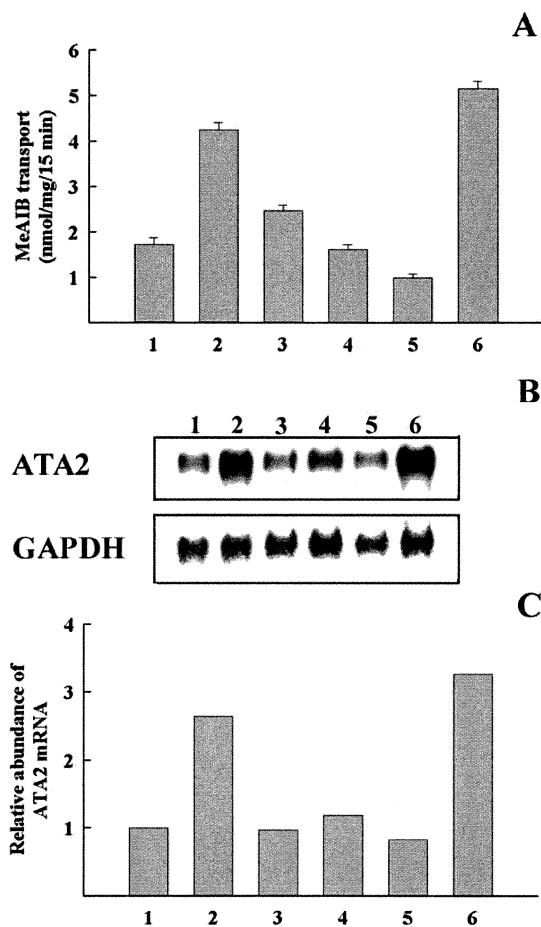 A
6
5
4
3
2
1
MeAIB transport
(nmol/mg/15 min)
1 2 3 4 5 6
B
1 2 3 4 5 6
ATA2
GAPDH
C
4
3
2
1
Relative abundance of
ATA2 mRNA
1 2 3 4 5 6